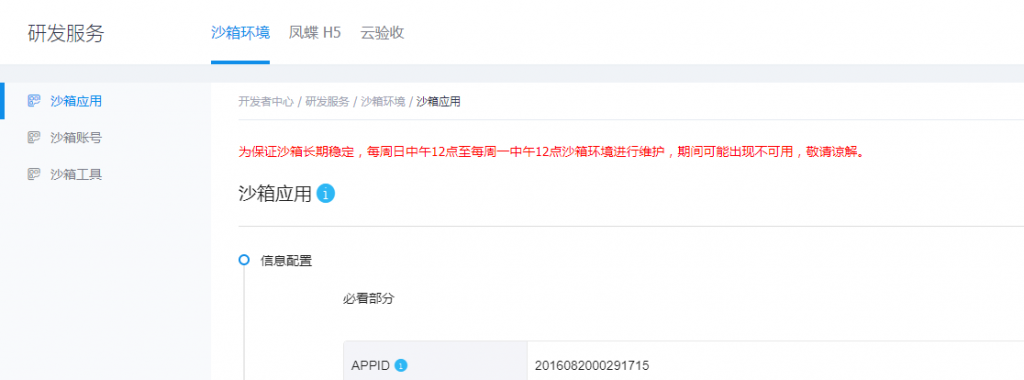 研发服务
沙箱环境 凤蝶 H5 云验收
沙箱应用
沙箱账号
沙箱工具
开发者中心 / 研发服务 / 沙箱环境 / 沙箱应用
为保证沙箱长期稳定，每周日中午12点至每周一中午12点沙箱环境进行维护，期间可能出现不可用，敬请谅解。
沙箱应用 i
信息配置
必看部分
APPID i 2016082000291715